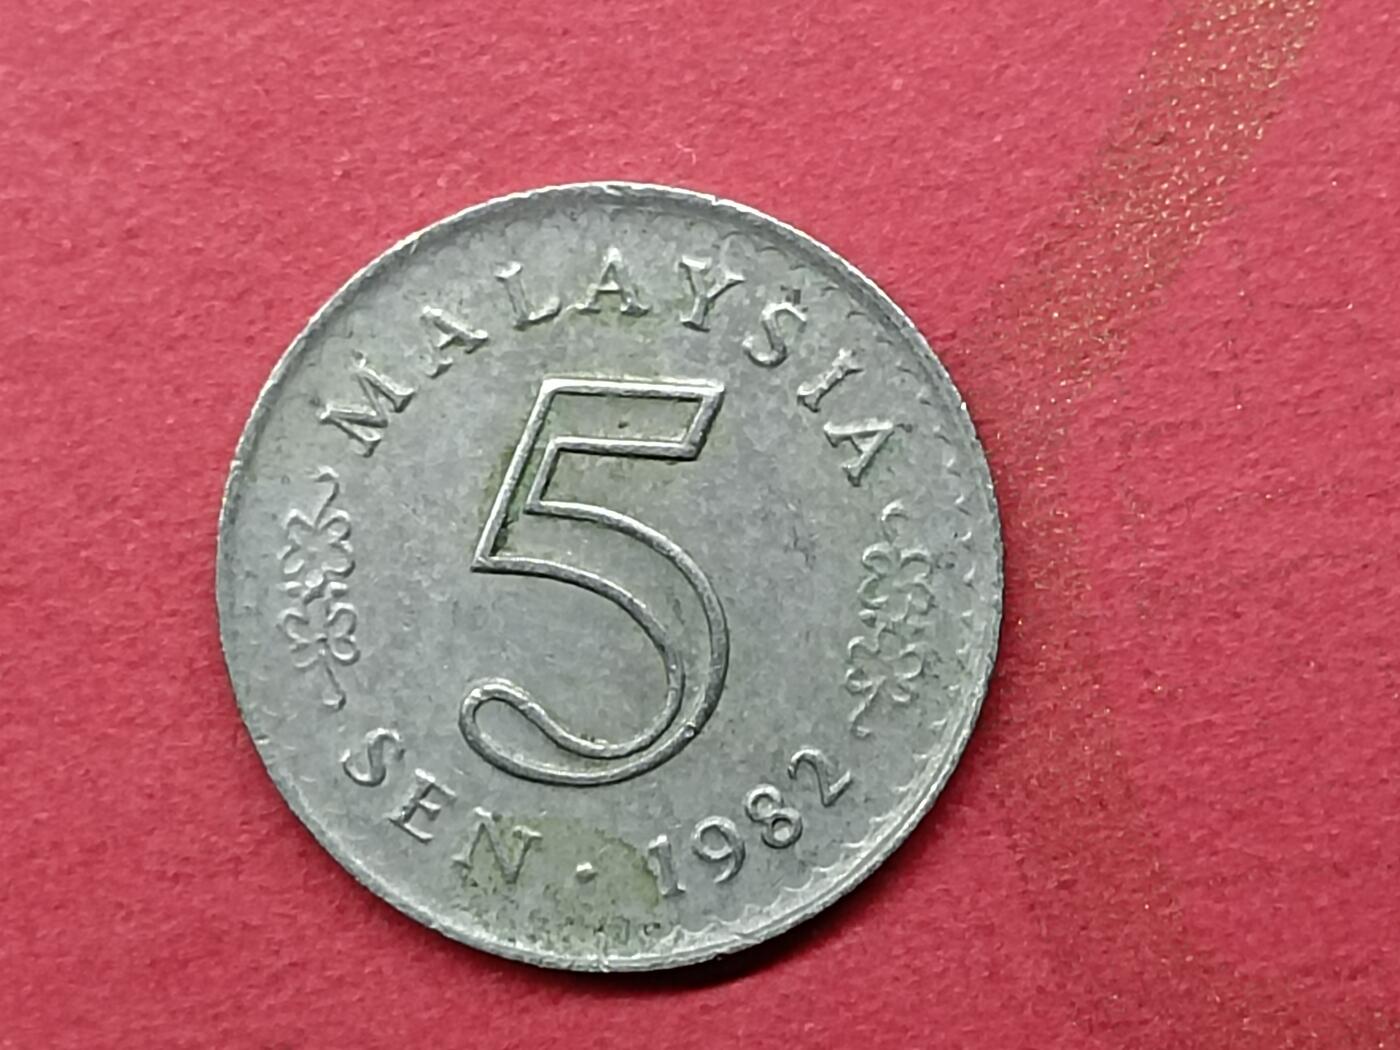 MALAYSIA
5
SEN · 1982